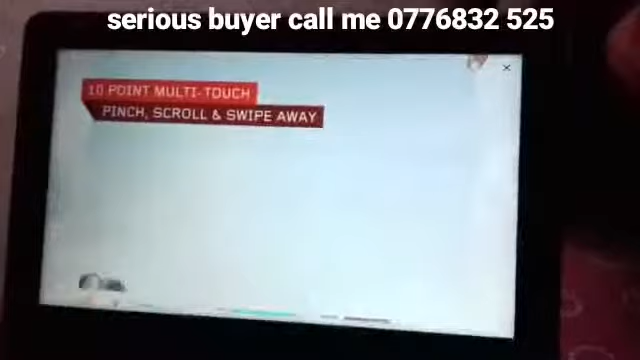 serious buyer call me 0776832 525
10 POINT MULTI-TOUCH
PINCH, SCROLL & SWIPE AWAY